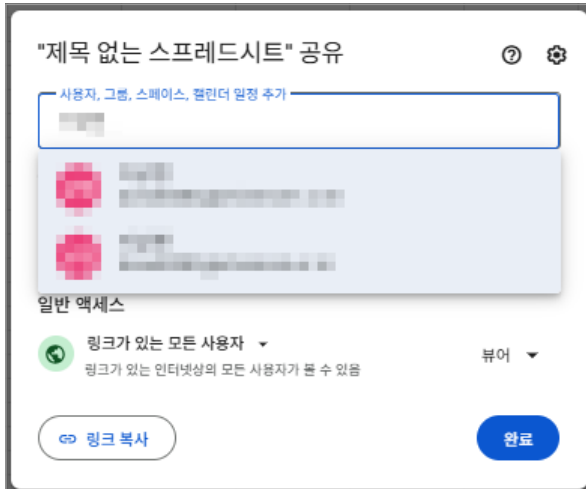 "제목 없는 스프레드시트" 공유
사용자, 그룹, 스페이스, 캘린더 일정 추가
일반 액세스
링크가 있는 모든 사용자
링크가 있는 인터넷상의 모든 사용자가 볼 수 있음
뷰어
링크 복사
완료